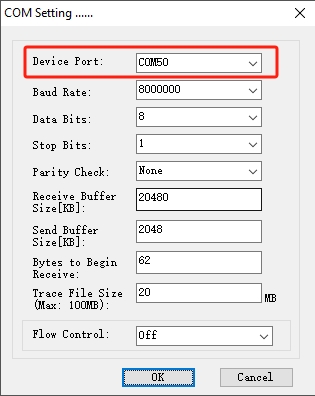 COM Setting ......
Device Port:
COM50
Baud Rate:
8000000
Data Bits:
8
Stop Bits:
1
Parity Check:
None
Receive Buffer
Size[KB]:
20480
Send Buffer
Size[KB]:
2048
Bytes to Begin
Receive:
62
Trace File Size
(Max: 100MB):
20
MB
Flow Control:
Off
OK
Cancel